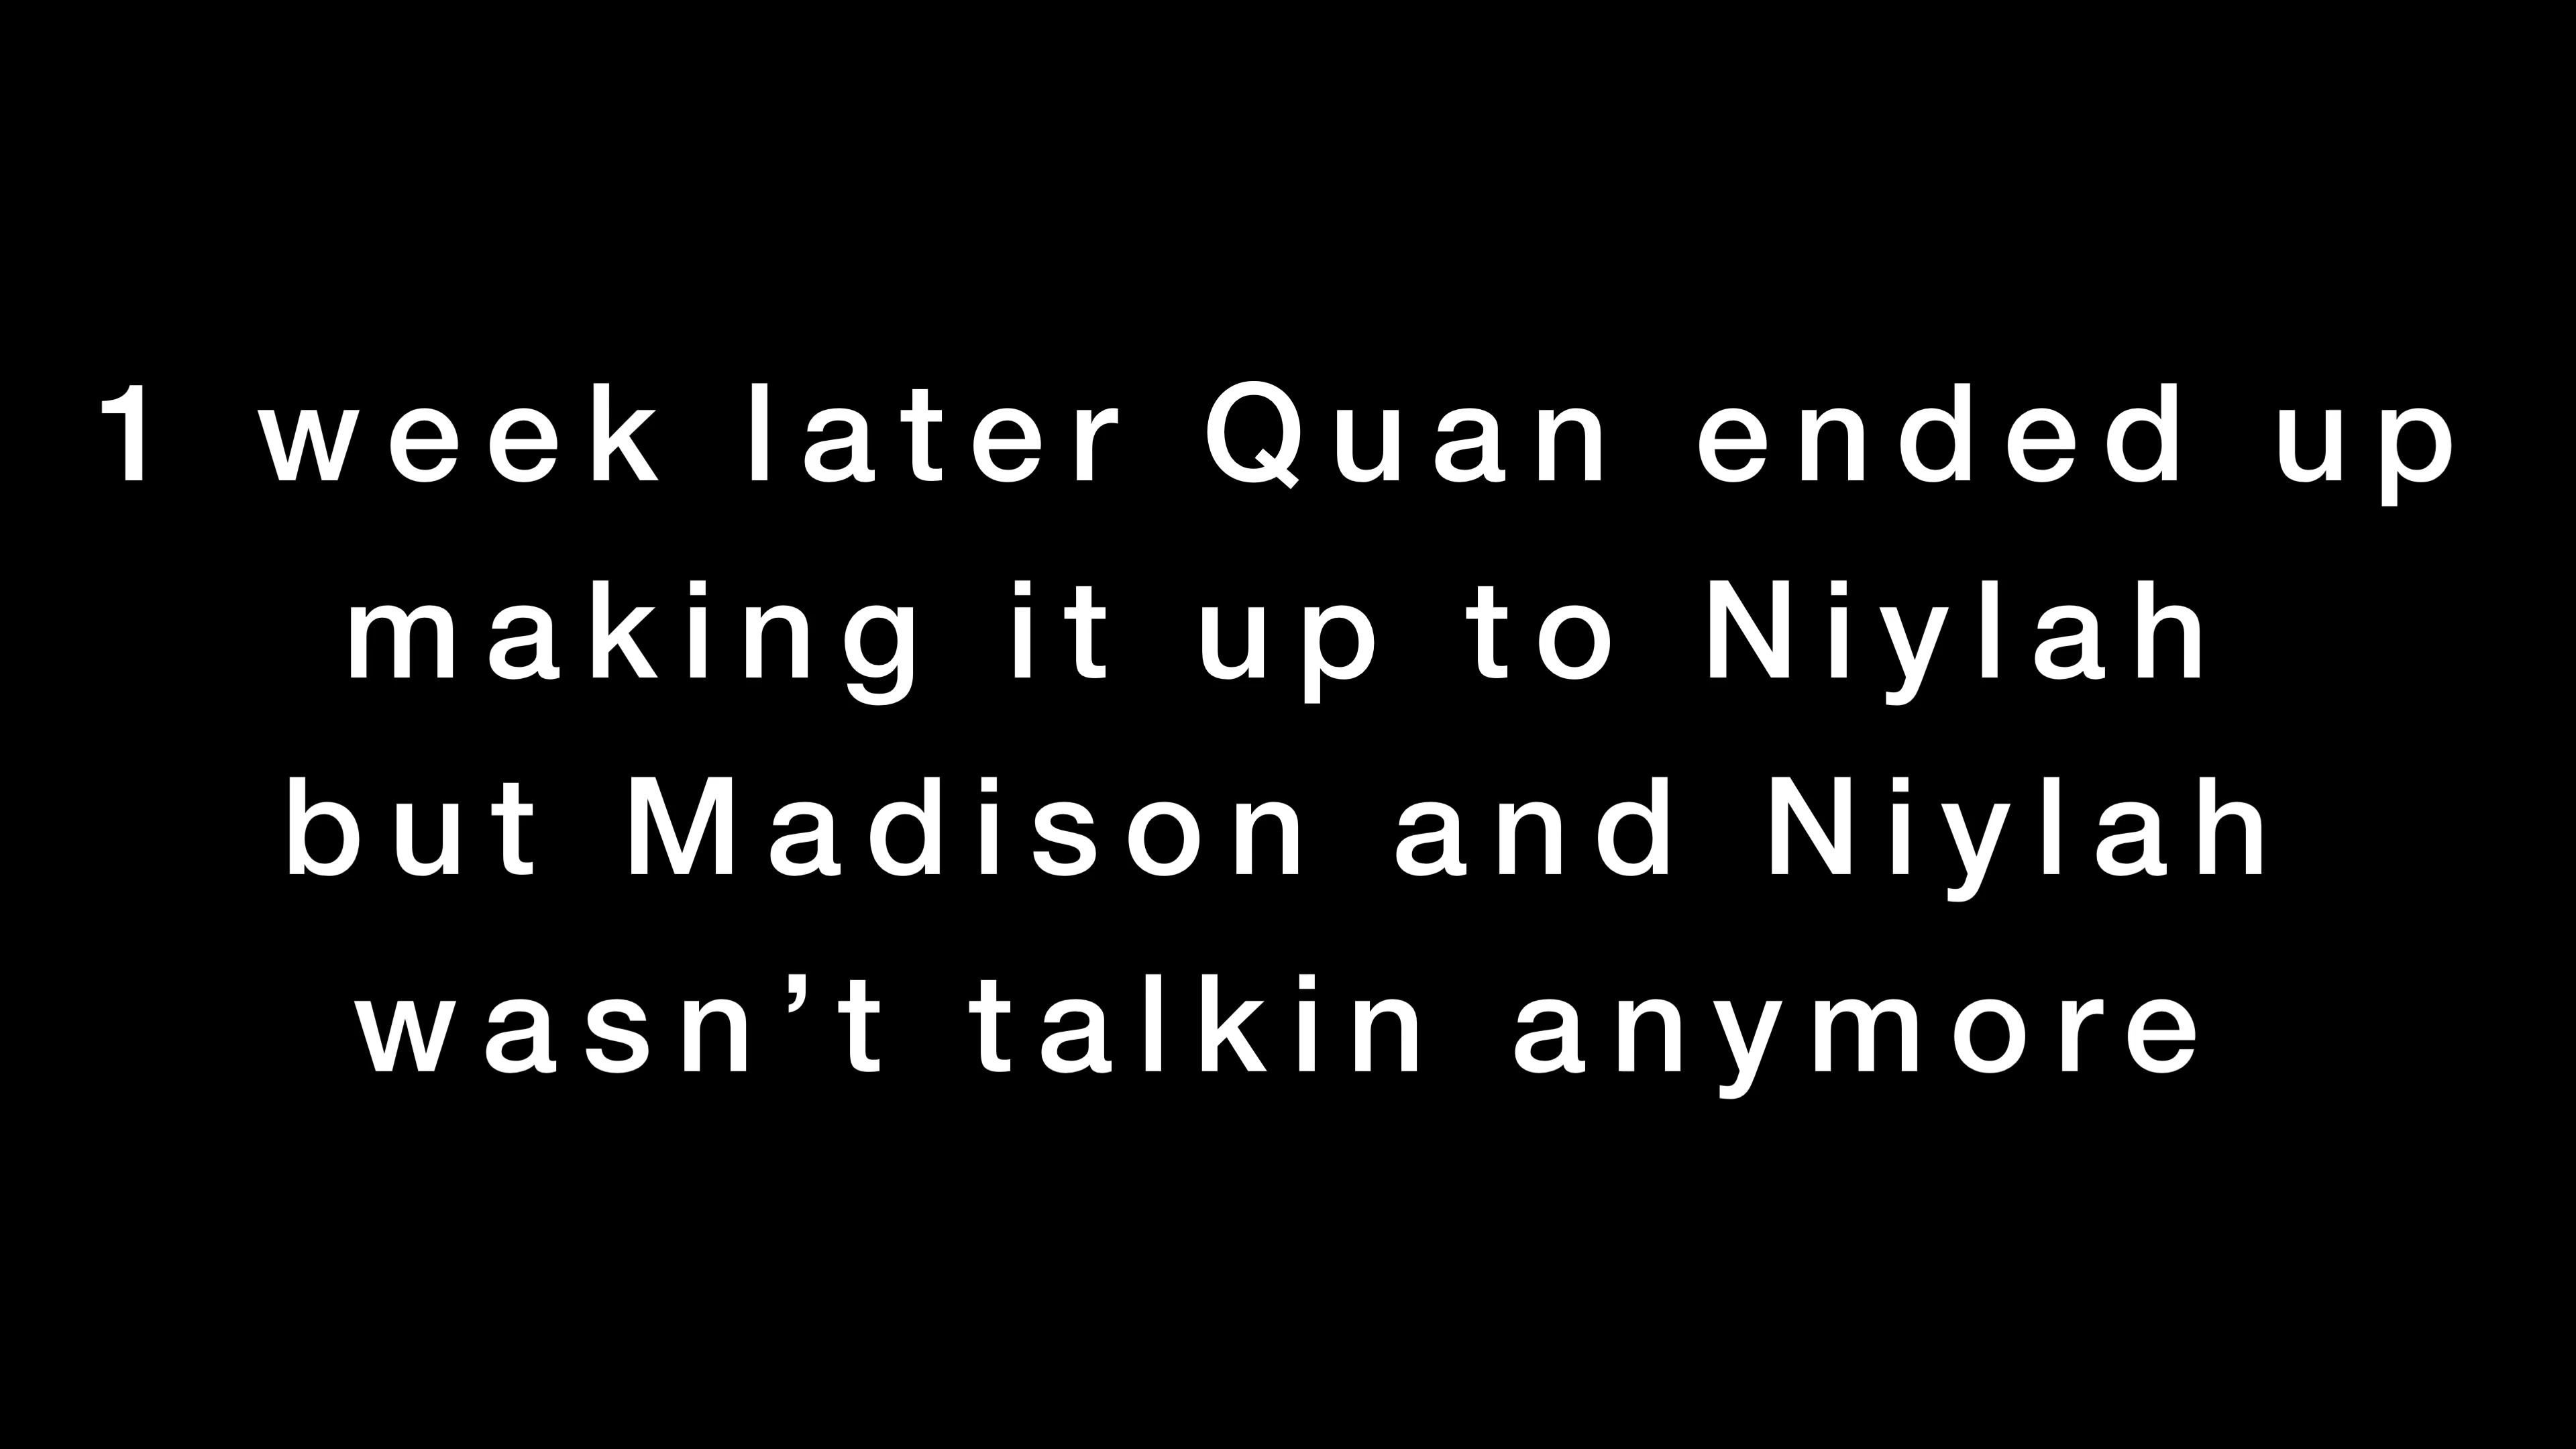 1 week later Quan ended up
making it up to Niylah
but Madison and Niylah
wasn’t talkin anymore